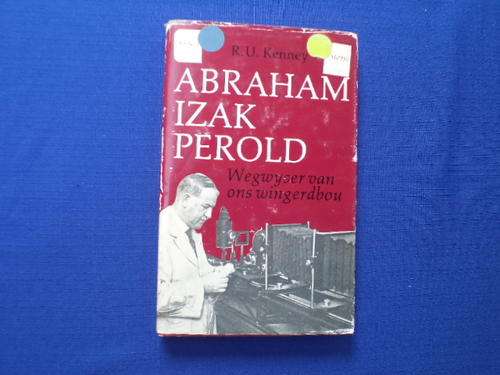 R. U. Kenney
ABRAHAM
IZAK
PEROLD
Wegwyser van
ons wingerdbou